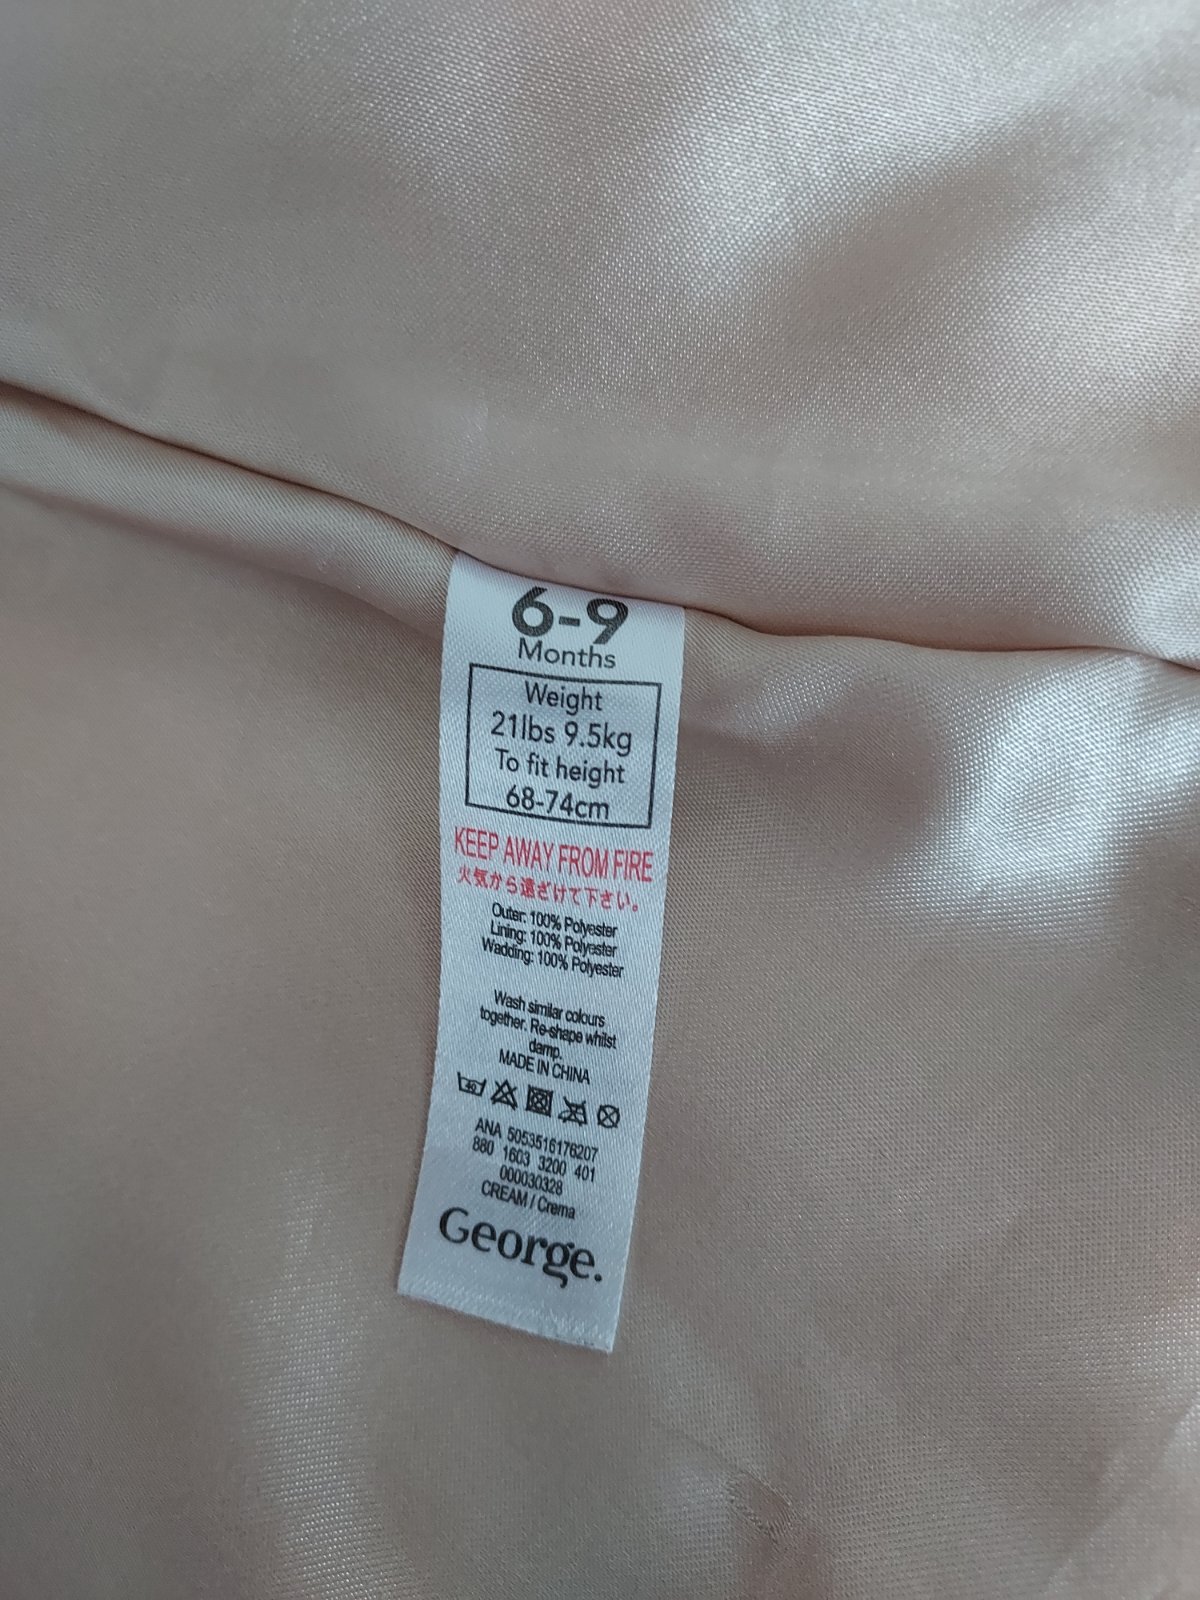 6-9
Months
Weight
21lbs 9.5kg
To fit height
68-74cm
KEEP AWAY FROM FIRE
火気から遠ざけて下さい。
Outer: 100% Polyester
Lining: 100% Polyester
Wadding: 100% Polyester
Wash similar colours
together. Re-shape whilst
damp.
MADE IN CHINA
40
ANA 5053516176207
880 1603 3200 401
000030328
CREAM / Crema
George.